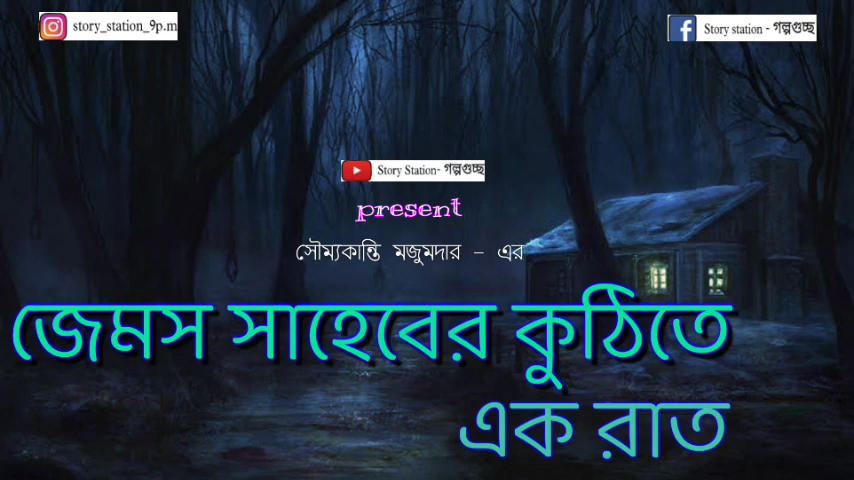 story_station_9p.m
Story station - গল্পগুচ্ছ
Story Station- গল্পগুচ্ছ
present
সৌম্যকান্তি মজুমদার - এর
জেমস সাহেবের কুঠিতে
এক রাত